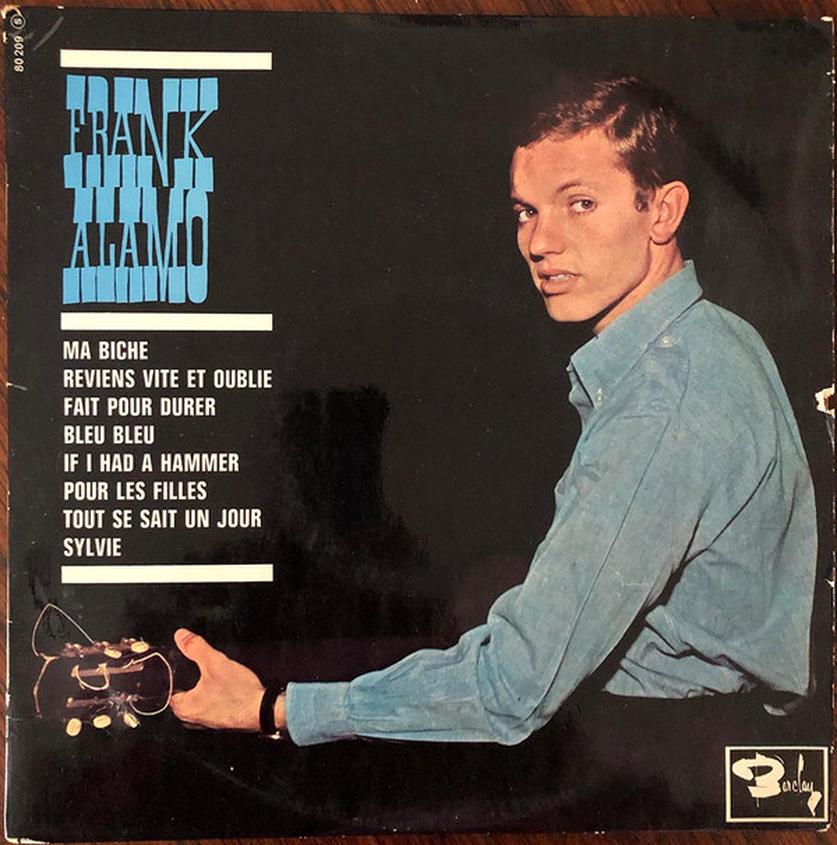 80 209 S
FRANK
ALAMO
MA BICHE
REVIENS VITE ET OUBLIE
FAIT POUR DURER
BLEU BLEU
IF I HAD A HAMMER
POUR LES FILLES
TOUT SE SAIT UN JOUR
SYLVIE
Barclay